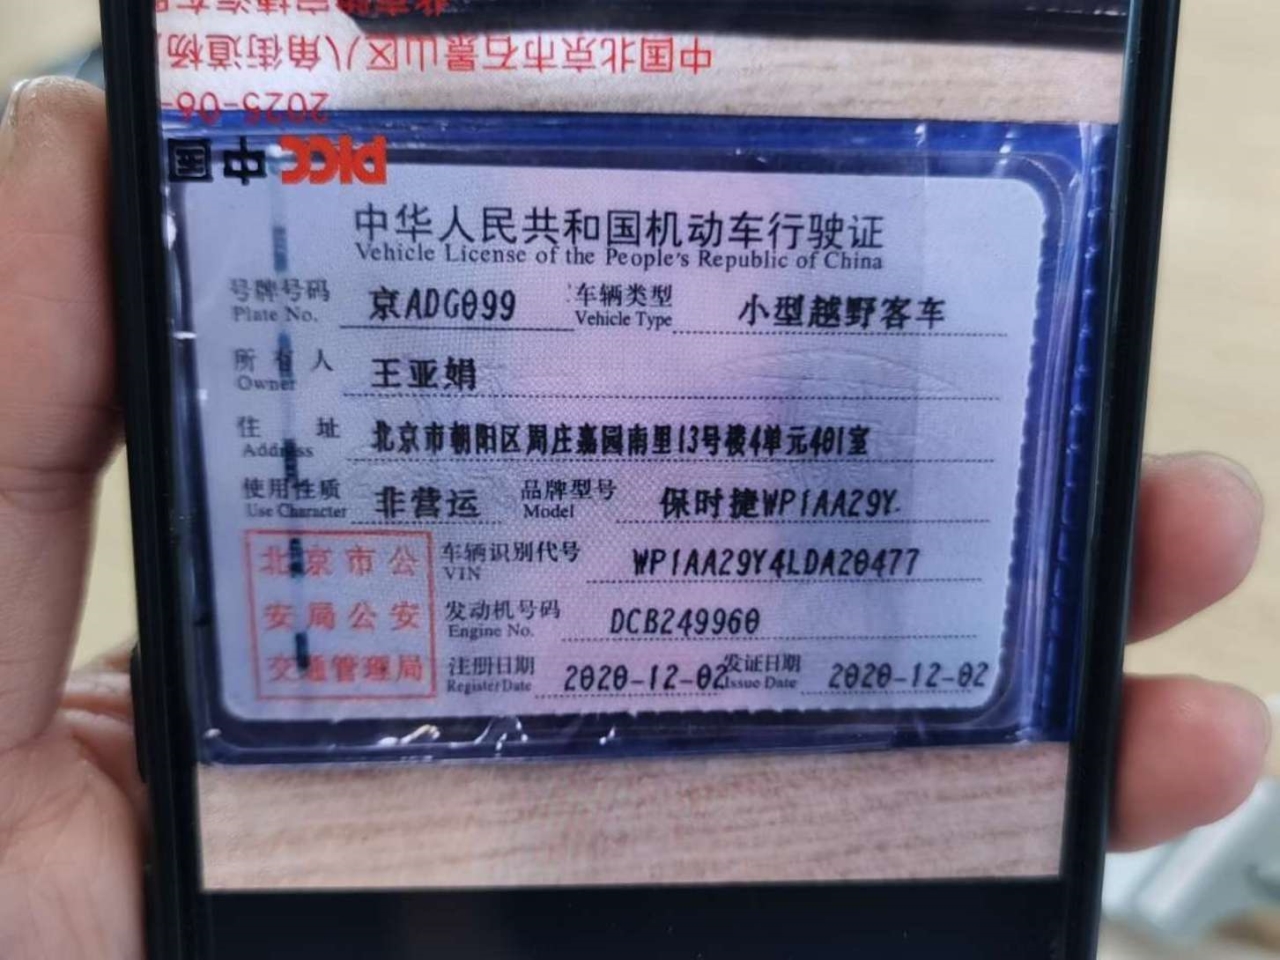 中国北京市石景山区八角街道杨
2025-06-
PICC 中国
中华人民共和国机动车行驶证
Vehicle License of the People's Republic of China
号牌号码 京ADG099 车辆类型 小型越野客车
Plate No. Vehicle Type
所有人 王亚娟
Owner
住址 北京市朝阳区周庄嘉园南里13号楼4单元401室
Address
使用性质 非营运 品牌型号 保时捷WP1AA29Y
Use Character Model
北京市公 车辆识别代号 WP1AA29Y4LDA20477
VIN
安局公安 发动机号码 DCB249960
Engine No.
交通管理局 注册日期 2020-12-02 发证日期 2020-12-02
Register Date Issue Date